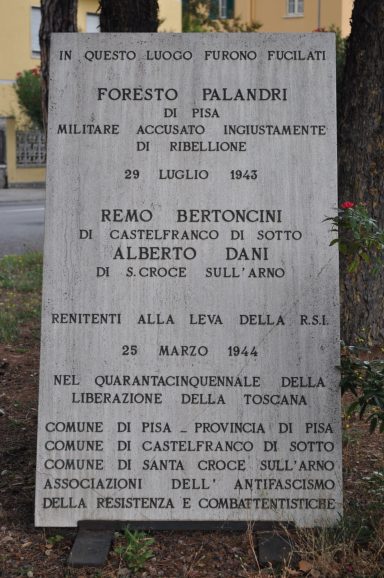 IN QUESTO LUOGO FURONO FUCILATI
FORESTO PALANDRI
DI PISA
MILITARE ACCUSATO INGIUSTAMENTE
DI RIBELLIONE
29 LUGLIO 1943
REMO BERTONCINI
DI CASTELFRANCO DI SOTTO
ALBERTO DANI
DI S. CROCE SULL'ARNO
RENITENTI ALLA LEVA DELLA R.S.I.
25 MARZO 1944
NEL QUARANTACINQUENNALE DELLA
LIBERAZIONE DELLA TOSCANA
COMUNE DI PISA _ PROVINCIA DI PISA
COMUNE DI CASTELFRANCO DI SOTTO
COMUNE DI SANTA CROCE SULL'ARNO
ASSOCIAZIONI DELL' ANTIFASCISMO
DELLA RESISTENZA E COMBATTENTISTICHE